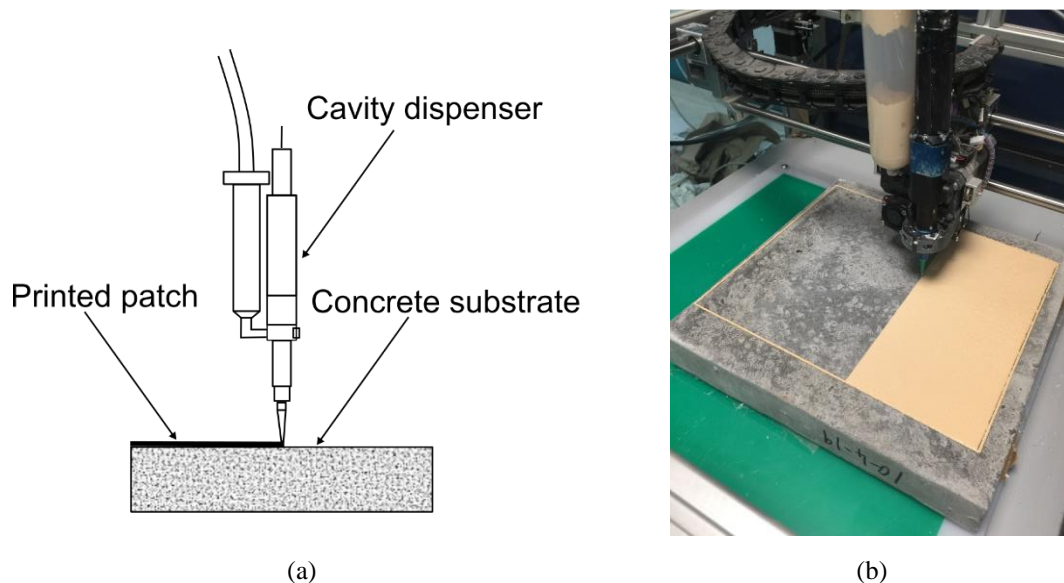 Cavity dispenser
Printed patch
Concrete substrate
10-4-19
(a)
(b)